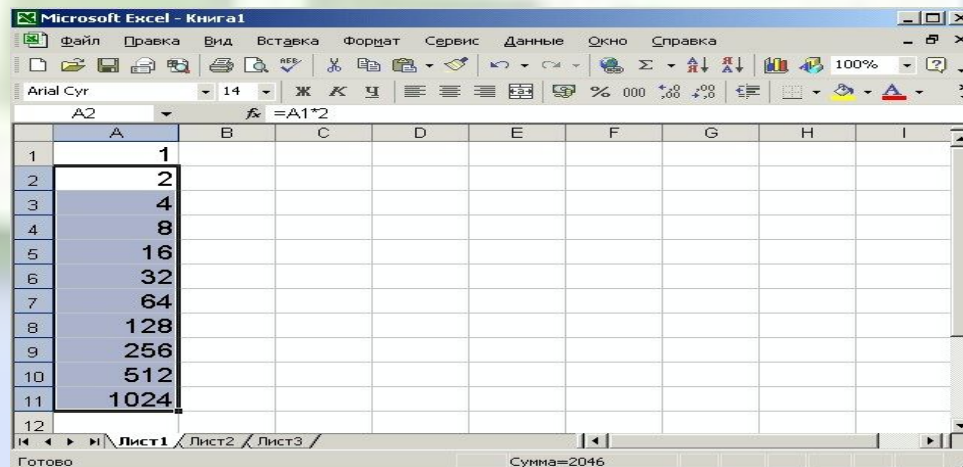 Microsoft Excel - Книга1
Файл Правка Вид Вставка Формат Сервис Данные Окно Справка
100%
Arial Cyr 14 Ж К Ч % 000
A2 fx =A1*2
A B C D E F G H I
1 1
2 2
3 4
4 8
5 16
6 32
7 64
8 128
9 256
10 512
11 1024
12
Лист1 Лист2 Лист3
Готово Сумма=2046